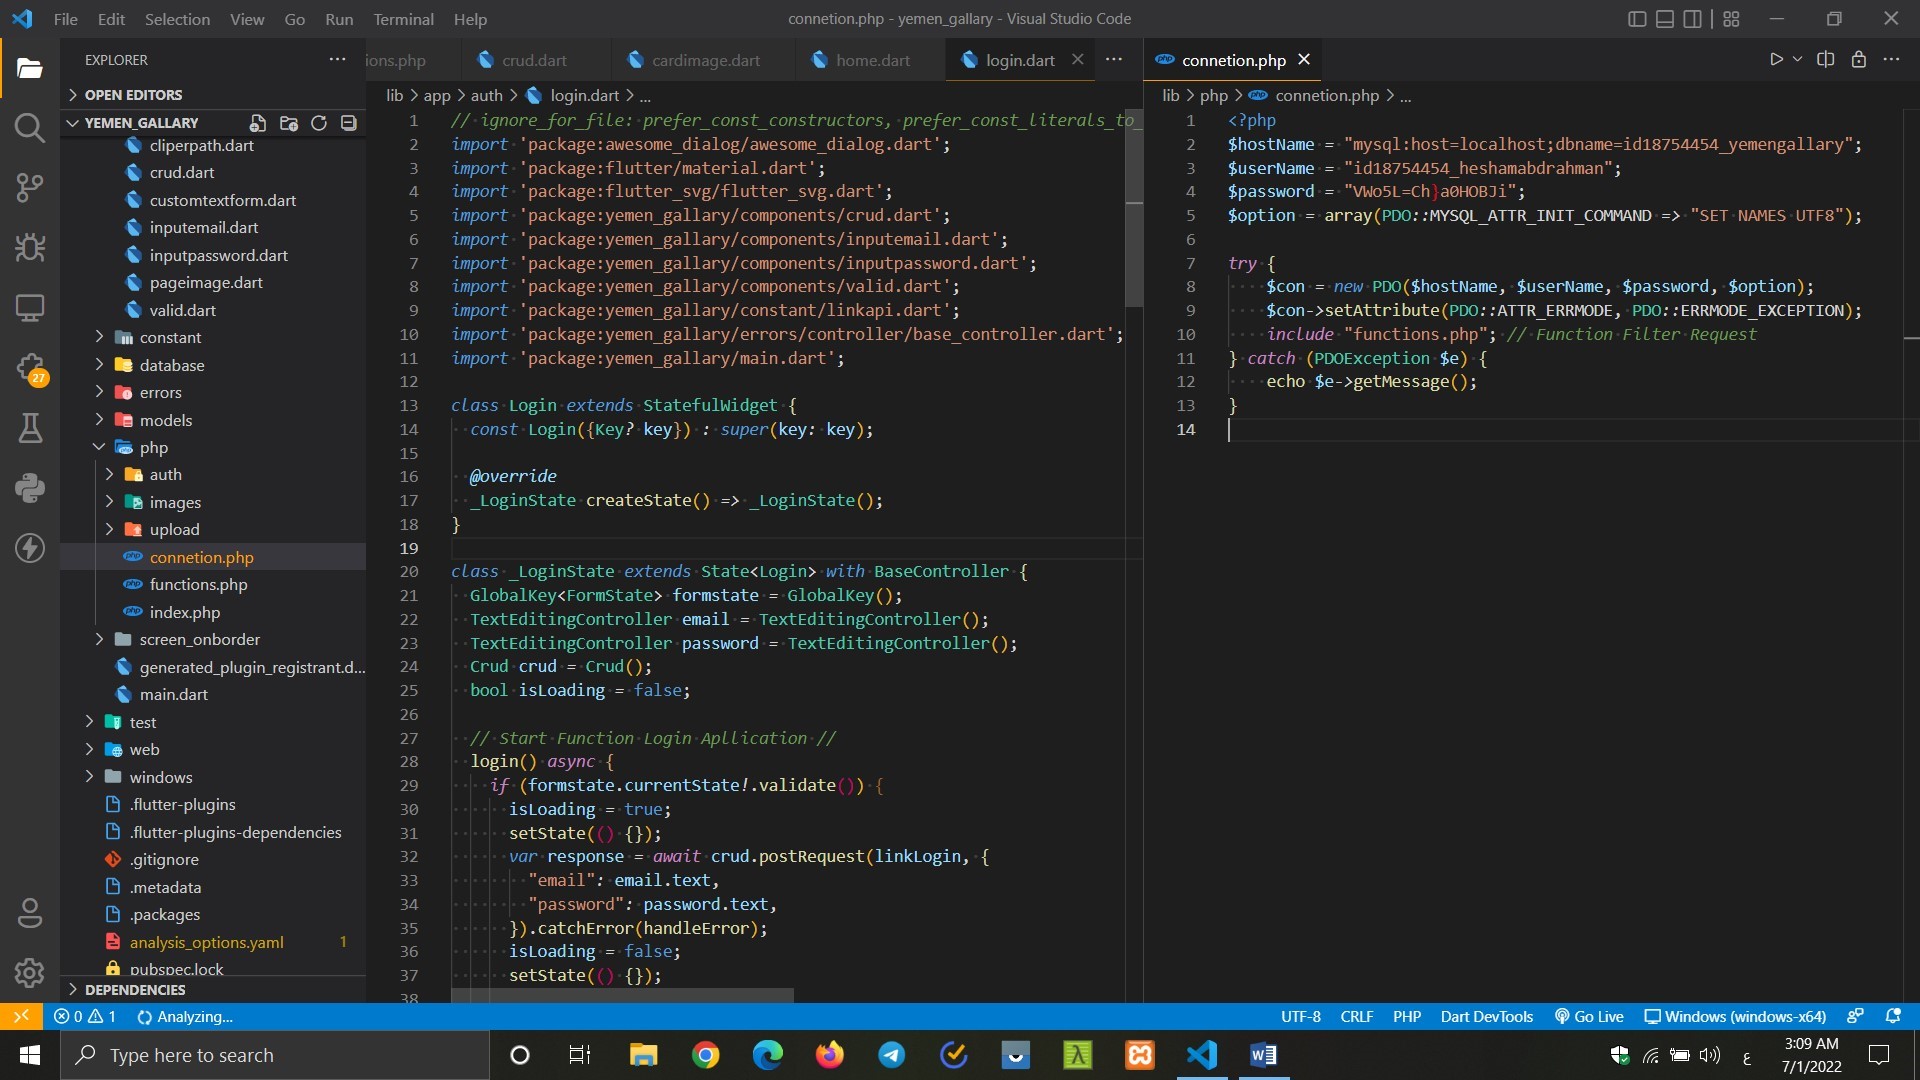 File Edit Selection View Go Run Terminal Help
connetion.php - yemen_gallary - Visual Studio Code
EXPLORER
OPEN EDITORS
YEMEN_GALLARY
cliperpath.dart
crud.dart
customtextform.dart
inputemail.dart
inputpassword.dart
pageimage.dart
valid.dart
constant
database
errors
models
php
auth
images
upload
connetion.php
functions.php
index.php
screen_onborder
generated_plugin_registrant.d...
main.dart
test
web
windows
.flutter-plugins
.flutter-plugins-dependencies
.gitignore
.metadata
.packages
analysis_options.yaml 1
pubspec.lock
DEPENDENCIES
27
ions.php crud.dart cardimage.dart home.dart login.dart
lib > app > auth > login.dart > ...
1 // ignore_for_file: prefer_const_constructors, prefer_const_literals_to_
2 import 'package:awesome_dialog/awesome_dialog.dart';
3 import 'package:flutter/material.dart';
4 import 'package:flutter_svg/flutter_svg.dart';
5 import 'package:yemen_gallary/components/crud.dart';
6 import 'package:yemen_gallary/components/inputemail.dart';
7 import 'package:yemen_gallary/components/inputpassword.dart';
8 import 'package:yemen_gallary/components/valid.dart';
9 import 'package:yemen_gallary/constant/linkapi.dart';
10 import 'package:yemen_gallary/errors/controller/base_controller.dart';
11 import 'package:yemen_gallary/main.dart';
12
13 class Login extends StatefulWidget {
14 const Login({Key? key}) : super(key: key);
15
16 @override
17 _LoginState createState() => _LoginState();
18 }
19
20 class _LoginState extends State<Login> with BaseController {
21 GlobalKey<FormState> formstate = GlobalKey();
22 TextEditingController email = TextEditingController();
23 TextEditingController password = TextEditingController();
24 Crud crud = Crud();
25 bool isLoading = false;
26
27 // Start Function Login Apllication //
28 login() async {
29 if (formstate.currentState!.validate()) {
30 isLoading = true;
31 setState(() {});
32 var response = await crud.postRequest(linkLogin, {
33 "email": email.text,
34 "password": password.text,
35 }).catchError(handleError);
36 isLoading = false;
37 setState(() {});
38
connetion.php
lib > php > connetion.php > ...
1 <?php
2 $hostName = "mysql:host=localhost;dbname=id18754454_yemengallary";
3 $userName = "id18754454_heshamabdrahman";
4 $password = "VWo5L=Ch}a0HOBJi";
5 $option = array(PDO::MYSQL_ATTR_INIT_COMMAND => "SET NAMES UTF8");
6
7 try {
8 $con = new PDO($hostName, $userName, $password, $option);
9 $con->setAttribute(PDO::ATTR_ERRMODE, PDO::ERRMODE_EXCEPTION);
10 include "functions.php"; // Function Filter Request
11 } catch (PDOException $e) {
12 echo $e->getMessage();
13 }
14
0 1 Analyzing... UTF-8 CRLF PHP Dart DevTools Go Live Windows (windows-x64)
Type here to search
ع
3:09 AM
7/1/2022